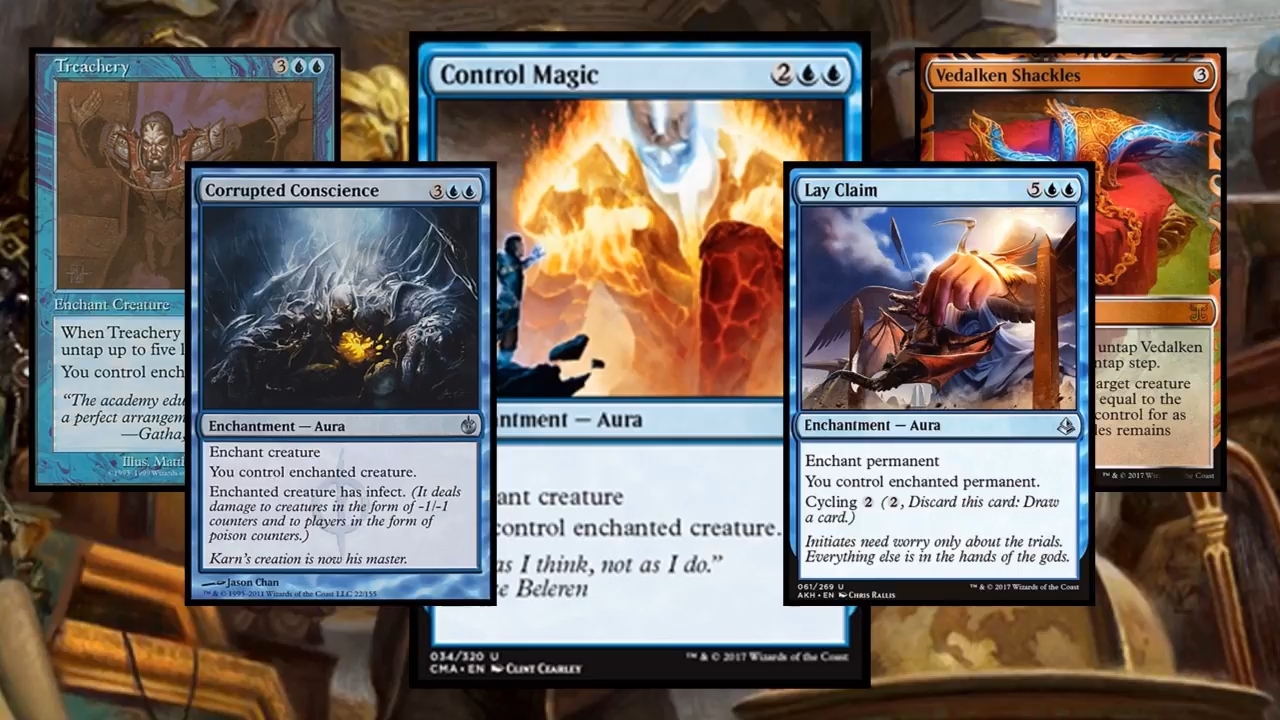 Treachery 3
Enchant Creature
When Treachery
untap up to five
You control ench
“The academy edu
a perfect arrangem
—Gatha,
Illus. Matt
Corrupted Conscience 3
Enchantment — Aura
Enchant creature
You control enchanted creature.
Enchanted creature has infect. (It deals
damage to creatures in the form of -1/-1
counters and to players in the form of
poison counters.)
Karn's creation is now his master.
Jason Chan
™ & © 1993-2011 Wizards of the Coast LLC 22/155
Control Magic 2
ntment — Aura
ant creature
control enchanted creature.
as I think, not as I do.”
e Beleren
034/320 U
CMA • EN Clint Cearley
™ & © 2017 Wizards of the Coast
Lay Claim 5
Enchantment — Aura
Enchant permanent
You control enchanted permanent.
Cycling 2 (2, Discard this card: Draw
a card.)
Initiates need worry only about the trials.
Everything else is in the hands of the gods.
061/269 U
AKH • EN Chris Rallis
™ & © 2017 Wizards of the Coast
Vedalken Shackles 3
untap Vedalken
ntap step.
arget creature
equal to the
control for as
les remains
™ & © 2017 Wiz
Coast